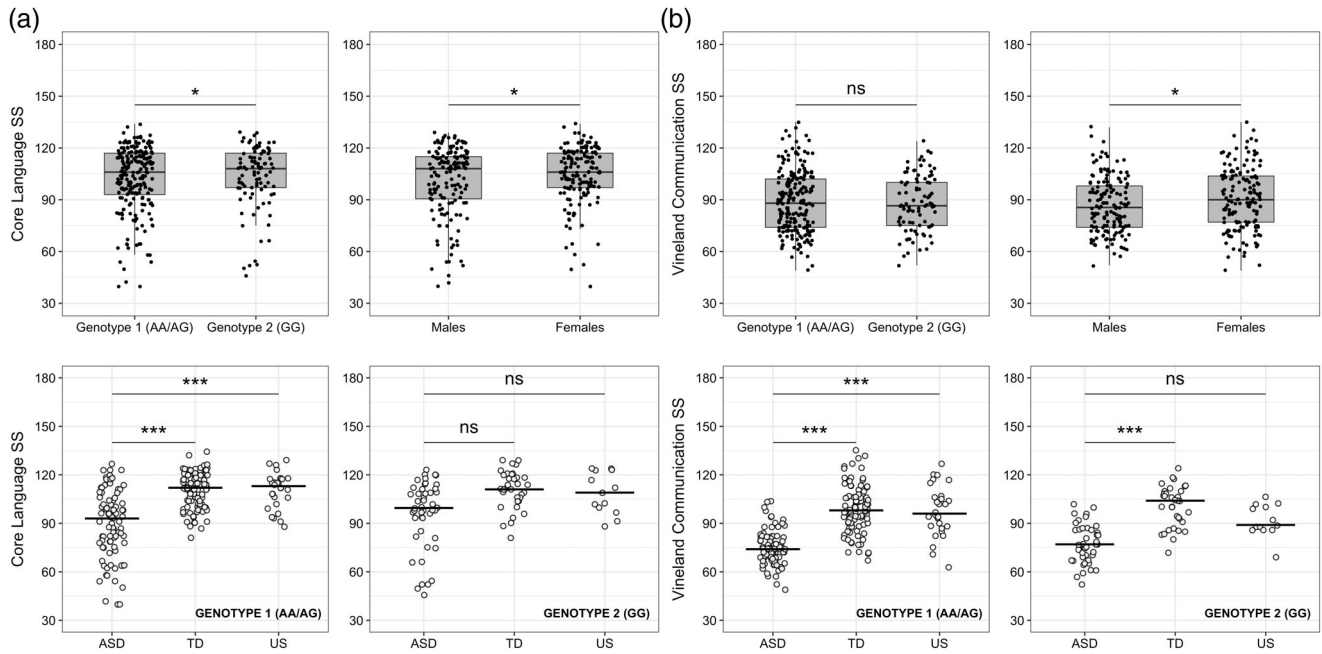 (a)
Core Language SS
180
150
120
90
60
30
*
Genotype 1 (AA/AG) Genotype 2 (GG)
180
150
120
90
60
30
*
Males Females
Core Language SS
180
150
120
90
60
30
***
***
GENOTYPE 1 (AA/AG)
ASD TD US
180
150
120
90
60
30
ns
ns
GENOTYPE 2 (GG)
ASD TD US
(b)
Vineland Communication SS
180
150
120
90
60
30
ns
Genotype 1 (AA/AG) Genotype 2 (GG)
180
150
120
90
60
30
*
Males Females
Vineland Communication SS
180
150
120
90
60
30
***
***
GENOTYPE 1 (AA/AG)
ASD TD US
180
150
120
90
60
30
ns
***
GENOTYPE 2 (GG)
ASD TD US